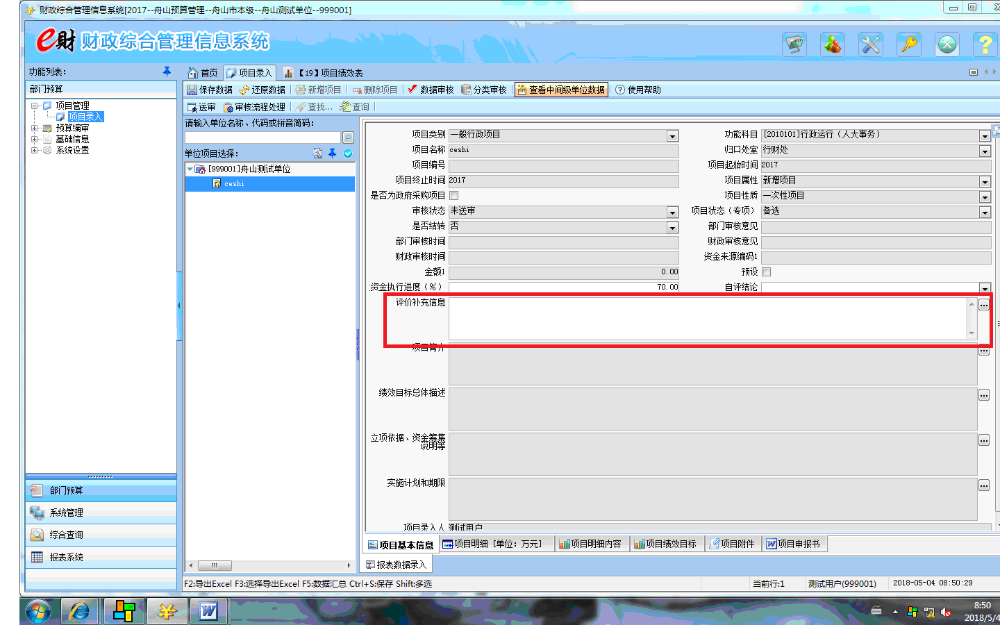 财政综合管理信息系统[2017--舟山预算管理--舟山市本级--舟山测试单位--999001]
e财 财政综合管理信息系统
功能列表:
首页 项目录入 【19】项目绩效表
部门预算
保存数据 还原数据 新增项目 删除项目 数据审核 分类审核 查看中间级单位数据 使用帮助
送审 审核流程处理 查找... 查询
项目管理
项目录入
预算编审
基础信息
系统设置
请输入单位名称、代码或拼音简码:
单位项目选择:
[999001]舟山测试单位
ceshi
项目类别 一般行政项目 功能科目 [2010101]行政运行（人大事务）
项目名称 ceshi 归口处室 行财处
项目编号 项目起始时间 2017
项目终止时间 2017 项目属性 新增项目
是否为政府采购项目 项目性质 一次性项目
审核状态 未送审 项目状态（专项） 备选
是否结转 否 部门审核意见
部门审核时间 财政审核意见
财政审核时间 资金来源编码1
金额1 0.00 预设
资金执行进度（%） 70.00 自评结论
评价补充信息
项目简介
绩效目标总体描述
立项依据、资金筹集
说明等
实施计划和期限
项目录入人 测试用户
部门预算
系统管理
综合查询
报表系统
项目基本信息 项目明细［单位: 万元］ 项目明细内容 项目绩效目标 项目附件 项目申报书
报表数据录入
F2:导出Excel F3:选择导出Excel F5:数据汇总 Ctrl+S:保存 Shift:多选 当前行:1 测试用户(999001) 2018-05-04 08:50:29
8:50
2018/5/4